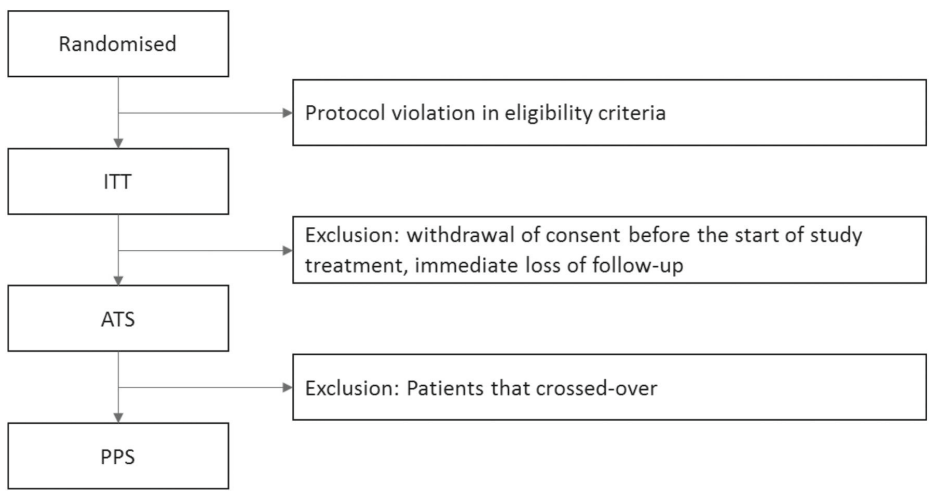 Randomised
Protocol violation in eligibility criteria
ITT
Exclusion: withdrawal of consent before the start of study
treatment, immediate loss of follow-up
ATS
Exclusion: Patients that crossed-over
PPS